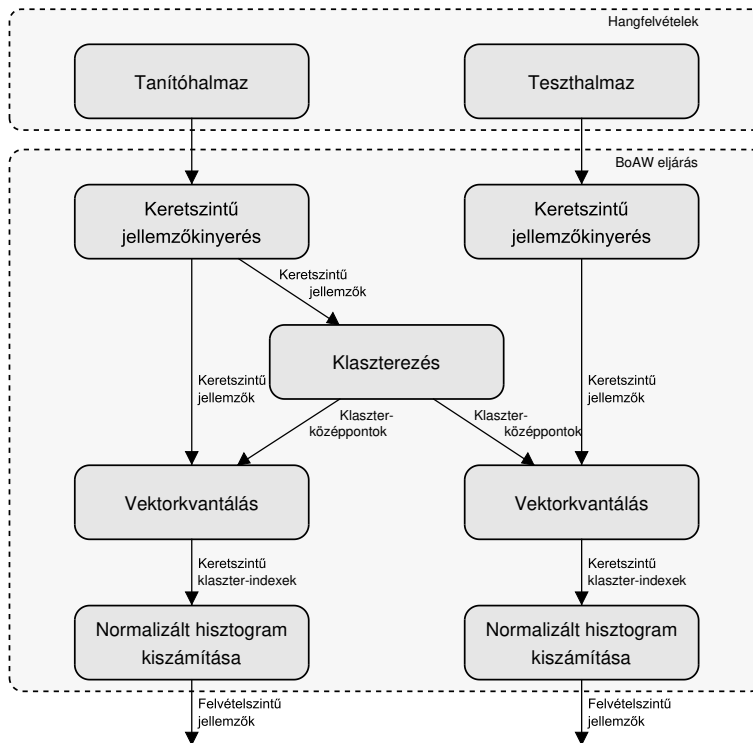 Hangfelvételek
Tanítóhalmaz
Teszthalmaz
BoAW eljárás
Keretszintű
jellemzőkinyerés
Keretszintű
jellemzőkinyerés
Keretszintű
jellemzők
Klaszterezés
Keretszintű
jellemzők
Klaszter-
középpontok
Klaszter-
középpontok
Keretszintű
jellemzők
Vektorkvantálás
Vektorkvantálás
Keretszintű
klaszter-indexek
Keretszintű
klaszter-indexek
Normalizált hisztogram
kiszámítása
Normalizált hisztogram
kiszámítása
Felvételszintű
jellemzők
Felvételszintű
jellemzők